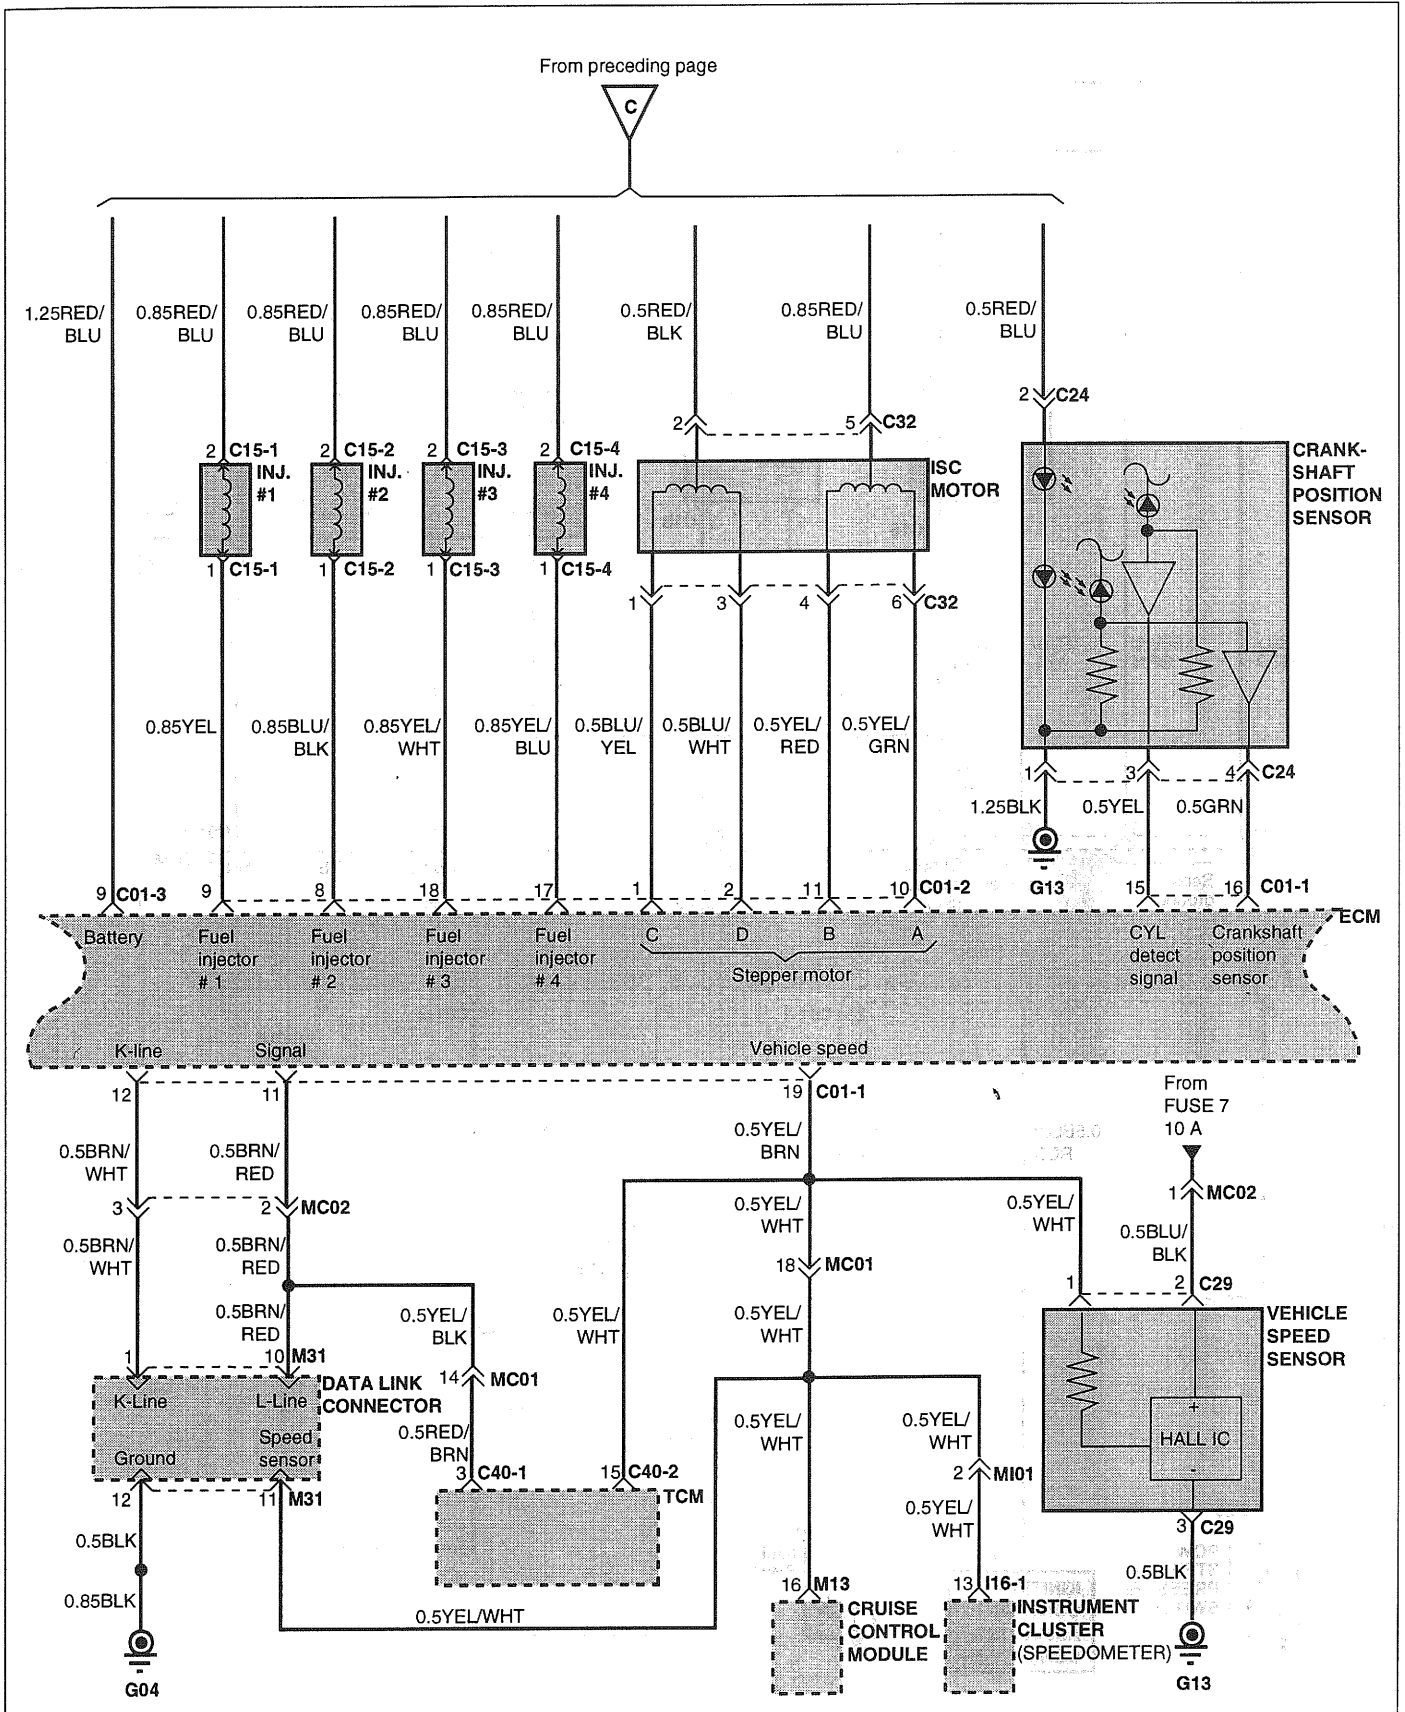 From preceding page
C
1.25RED/
BLU
0.85RED/
BLU
0.85RED/
BLU
0.85RED/
BLU
0.85RED/
BLU
0.5RED/
BLK
0.85RED/
BLU
0.5RED/
BLU
2 C24
2
5 C32
2 C15-1
INJ.
#1
2 C15-2
INJ.
#2
2 C15-3
INJ.
#3
2 C15-4
INJ.
#4
ISC
MOTOR
CRANK-
SHAFT
POSITION
SENSOR
1 C15-1
1 C15-2
1 C15-3
1 C15-4
1
3
4
6 C32
0.85YEL
0.85BLU/
BLK
0.85YEL/
WHT
0.85YEL/
BLU
0.5BLU/
YEL
0.5BLU/
WHT
0.5YEL/
RED
0.5YEL/
GRN
1
3
4 C24
1.25BLK
0.5YEL
0.5GRN
G13
9 C01-3
9
8
18
17
1
2
11
10 C01-2
15
16 C01-1
ECM
Battery
Fuel
injector
# 1
Fuel
injector
# 2
Fuel
injector
# 3
Fuel
injector
# 4
C
D
B
A
Stepper motor
CYL
detect
signal
Crankshaft
position
sensor
K-line
Signal
Vehicle speed
12
11
19 C01-1
From
FUSE 7
10 A
0.5BRN/
WHT
0.5BRN/
RED
0.5YEL/
BRN
3
2 MC02
0.5YEL/
WHT
0.5YEL/
WHT
1 MC02
0.5BRN/
WHT
0.5BRN/
RED
18 MC01
0.5BLU/
BLK
1
2 C29
0.5BRN/
RED
0.5YEL/
BLK
0.5YEL/
WHT
0.5YEL/
WHT
VEHICLE
SPEED
SENSOR
1
10 M31
14 MC01
DATA LINK
CONNECTOR
K-Line
L-Line
Ground
Speed
sensor
0.5RED/
BRN
0.5YEL/
WHT
0.5YEL/
WHT
+
HALL IC
-
3 C40-1
15 C40-2
TCM
2 MI01
12
11 M31
0.5YEL/
WHT
3 C29
0.5BLK
0.85BLK
0.5BLK
16 M13
13 I16-1
CRUISE
CONTROL
MODULE
INSTRUMENT
CLUSTER
(SPEEDOMETER)
0.5YEL/WHT
G04
G13